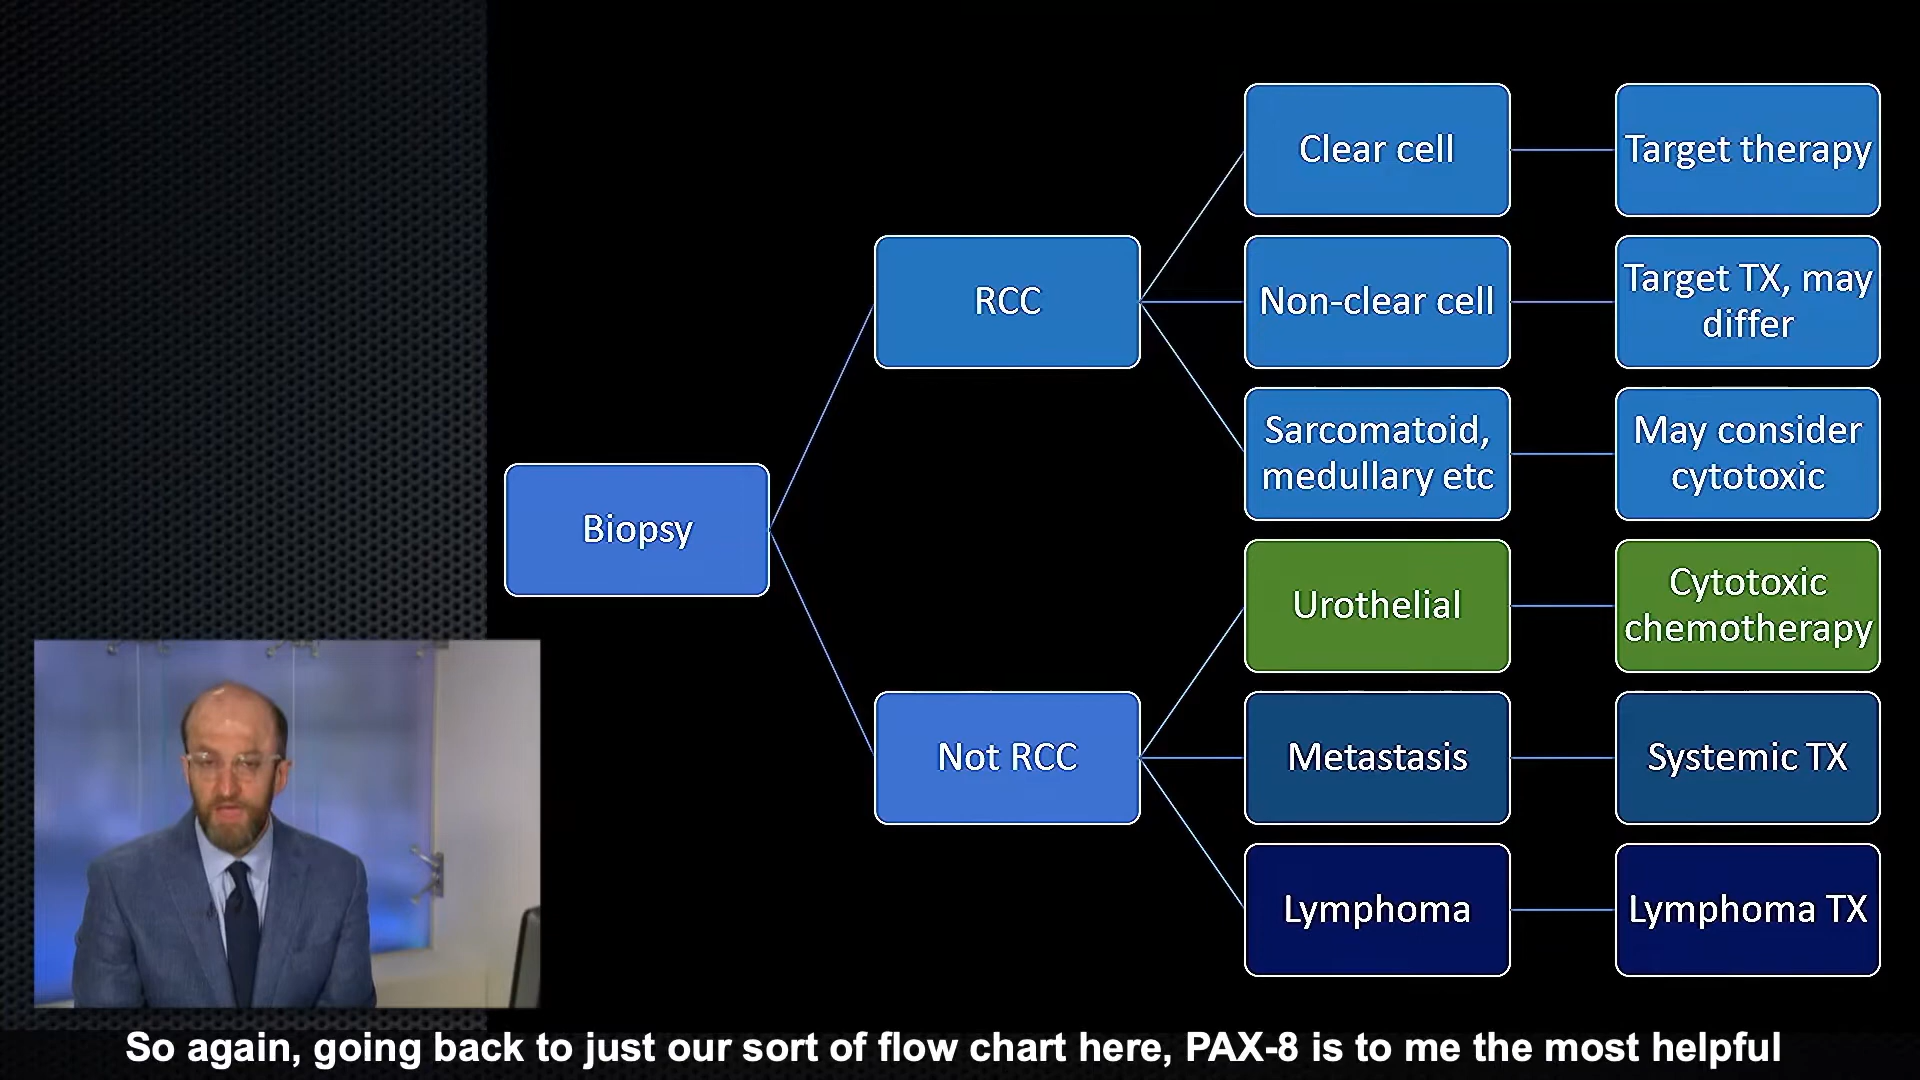 Biopsy
RCC
Clear cell
Target therapy
Non-clear cell
Target TX, may
differ
Sarcomatoid,
medullary etc
May consider
cytotoxic
Not RCC
Urothelial
Cytotoxic
chemotherapy
Metastasis
Systemic TX
Lymphoma
Lymphoma TX
So again, going back to just our sort of flow chart here, PAX-8 is to me the most helpful